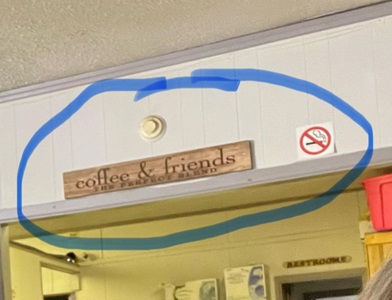 coffee & friends
THE PERFECT BLEND
RESTROOMS